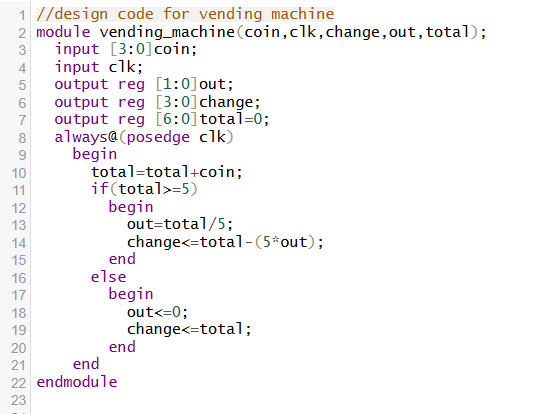 1 //design code for vending machine
2 module vending_machine(coin,clk,change,out,total);
3 input [3:0]coin;
4 input clk;
5 output reg [1:0]out;
6 output reg [3:0]change;
7 output reg [6:0]total=0;
8 always@(posedge clk)
9 begin
10 total=total+coin;
11 if(total>=5)
12 begin
13 out=total/5;
14 change<=total-(5*out);
15 end
16 else
17 begin
18 out<=0;
19 change<=total;
20 end
21 end
22 endmodule
23